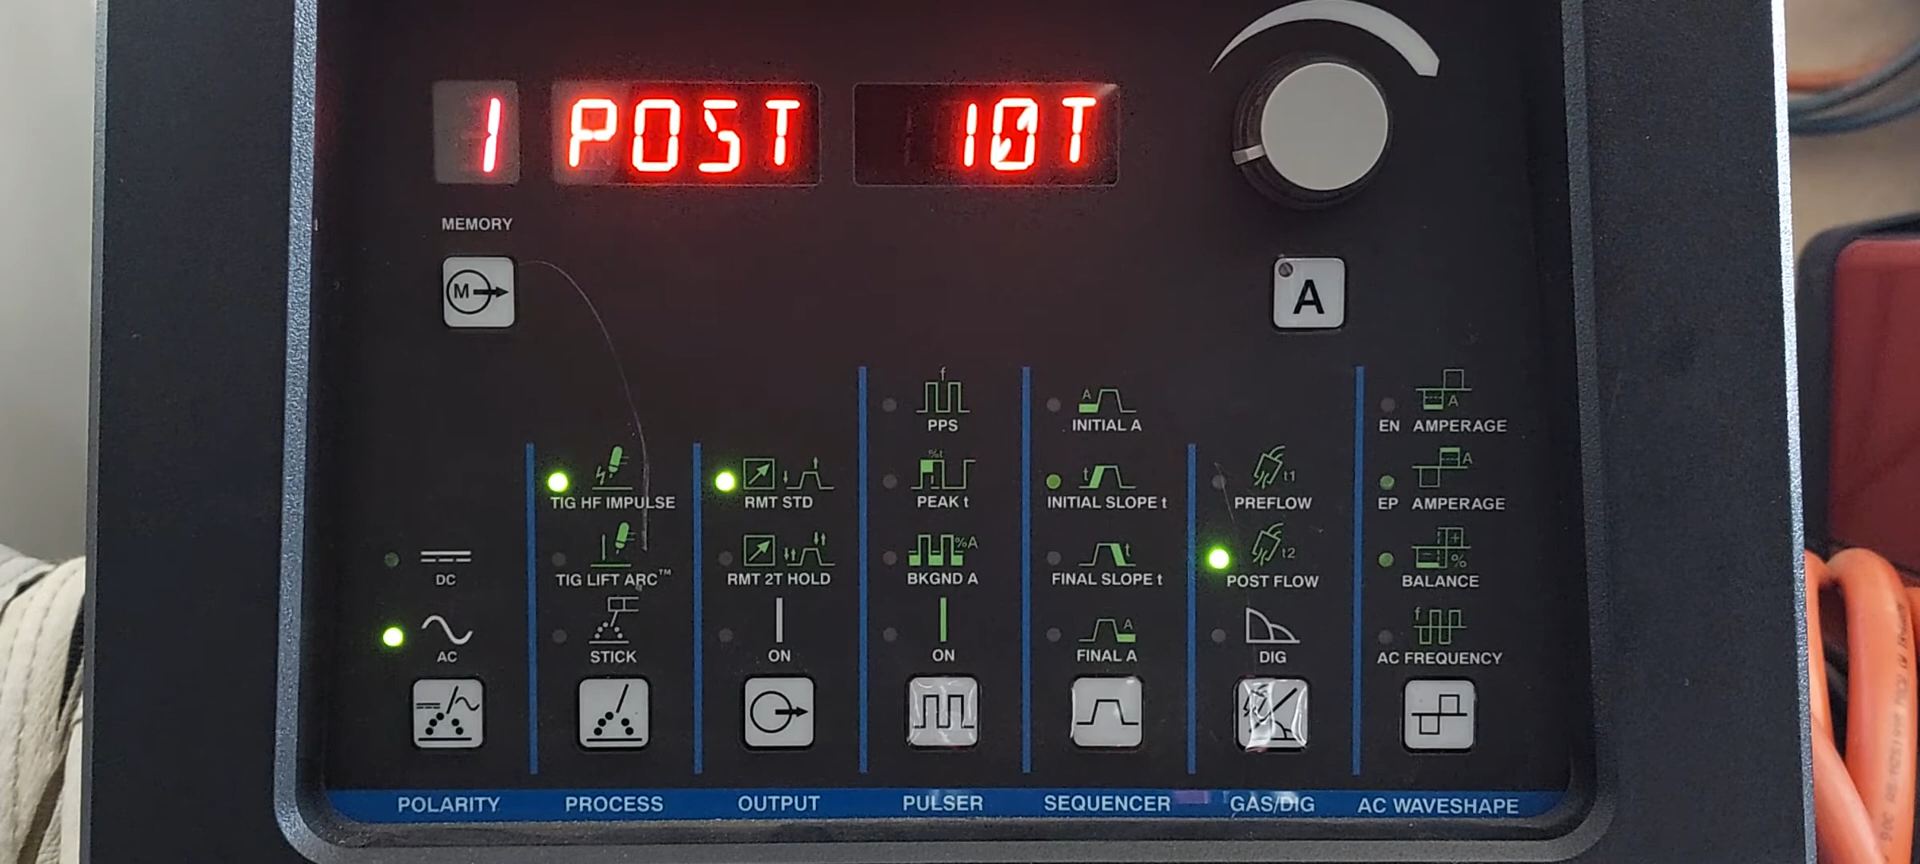 1 POST 10T
MEMORY
M
A
f
PPS
A
INITIAL A
A
EN AMPERAGE
TIG HF IMPULSE
RMT STD
%t
PEAK t
t
INITIAL SLOPE t
t1
PREFLOW
A
EP AMPERAGE
DC
TIG LIFT ARC™
RMT 2T HOLD
%A
BKGND A
t
FINAL SLOPE t
t2
POST FLOW
+
%
BALANCE
AC
STICK
ON
ON
A
FINAL A
DIG
f
AC FREQUENCY
POLARITY PROCESS OUTPUT PULSER SEQUENCER GAS/DIG AC WAVESHAPE